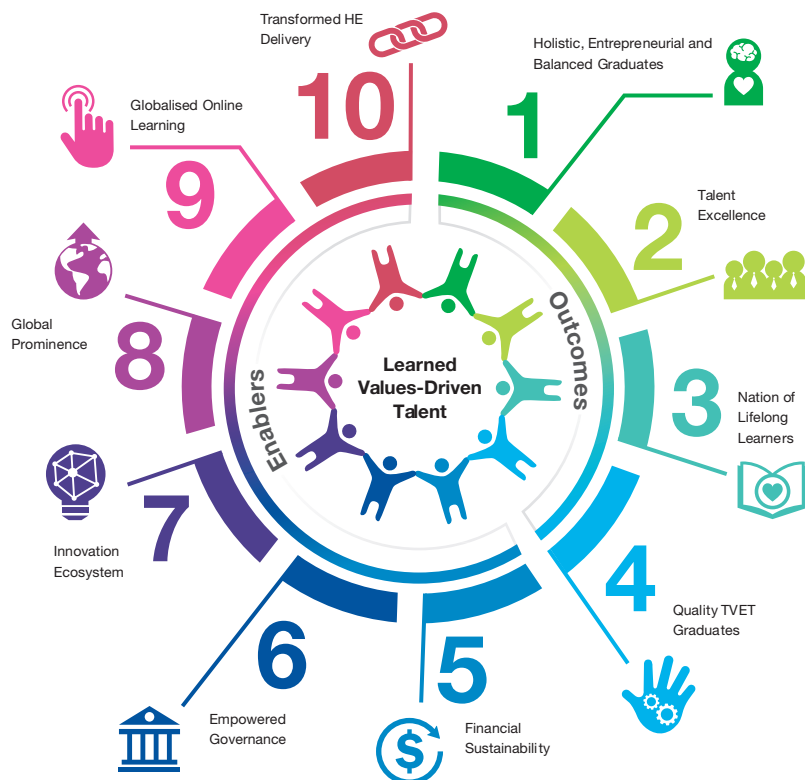 Transformed HE
Delivery
10
Holistic, Entrepreneurial and
Balanced Graduates
1
Talent
Excellence
2
Nation of
Lifelong
Learners
3
Quality TVET
Graduates
4
Financial
Sustainability
5
$
Empowered
Governance
6
Innovation
Ecosystem
7
Global
Prominence
8
Globalised Online
Learning
9
Enablers
Outcomes
Learned
Values-Driven
Talent